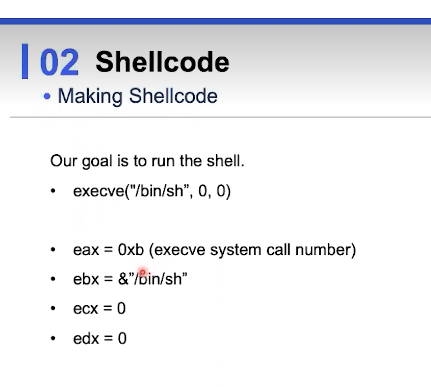 02 Shellcode
• Making Shellcode
Our goal is to run the shell.
• execve("/bin/sh”, 0, 0)
• eax = 0xb (execve system call number)
• ebx = &”/bin/sh”
• ecx = 0
• edx = 0